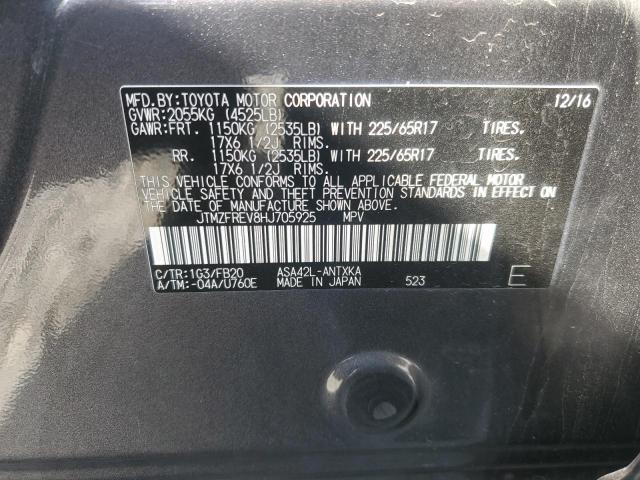 MFD.BY:TOYOTA MOTOR CORPORATION 12/16
GVWR:2055KG (4525LB)
GAWR:FRT. 1150KG (2535LB) WITH 225/65R17 TIRES.
17X6 1/2J RIMS.
RR. 1150KG (2535LB) WITH 225/65R17 TIRES.
17X6 1/2J RIMS.
THIS VEHICLE CONFORMS TO ALL APPLICABLE FEDERAL MOTOR
VEHICLE SAFETY AND THEFT PREVENTION STANDARDS IN EFFECT ON
THE DATE OF MANUFACTURE SHOWN ABOVE.
JTMZFREV8HJ705925 MPV
C/TR:1G3/FB20 ASA42L-ANTXKA
A/TM:-04A/U760E MADE IN JAPAN 523 E